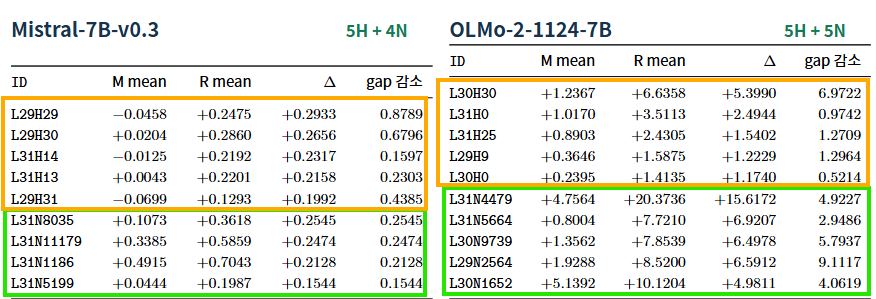 Mistral-7B-v0.3 5H + 4N
ID M mean R mean Δ gap 감소
L29H29 −0.0458 +0.2475 +0.2933 0.8789
L29H30 +0.0204 +0.2860 +0.2656 0.6796
L31H14 −0.0125 +0.2192 +0.2317 0.1597
L31H13 +0.0043 +0.2201 +0.2158 0.2303
L29H31 −0.0699 +0.1293 +0.1992 0.4385
L31N8035 +0.1073 +0.3618 +0.2545 0.2545
L31N11179 +0.3385 +0.5859 +0.2474 0.2474
L31N1186 +0.4915 +0.7043 +0.2128 0.2128
L31N5199 +0.0444 +0.1987 +0.1544 0.1544
OLMo-2-1124-7B 5H + 5N
ID M mean R mean Δ gap 감소
L30H30 +1.2367 +6.6358 +5.3990 6.9722
L31H0 +1.0170 +3.5113 +2.4944 0.9742
L31H25 +0.8903 +2.4305 +1.5402 1.2709
L29H9 +0.3646 +1.5875 +1.2229 1.2964
L30H0 +0.2395 +1.4135 +1.1740 0.5214
L31N4479 +4.7564 +20.3736 +15.6172 4.9227
L31N5664 +0.8004 +7.7210 +6.9207 2.9486
L30N9739 +1.3562 +7.8539 +6.4978 5.7937
L29N2564 +1.9288 +8.5200 +6.5912 9.1117
L30N1652 +5.1392 +10.1204 +4.9811 4.0619